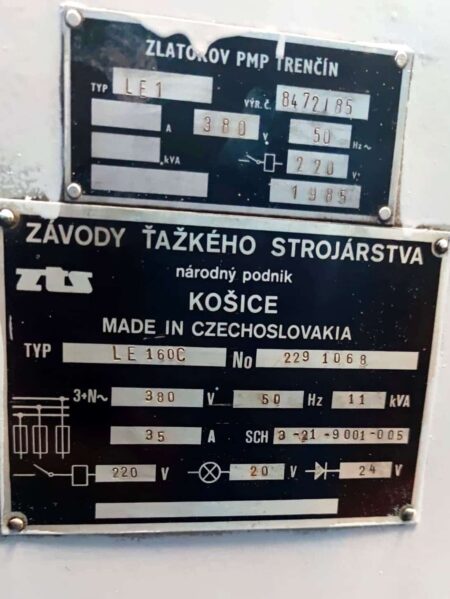 ZLATOKOV PMP TRENČÍN
TYP LE1 VÝR. Č. 8472/85
A 380 V 50 Hz~
kVA 220 V
1985
ZÁVODY ŤAŽKÉHO STROJÁRSTVA
zts národný podnik
KOŠICE
MADE IN CZECHOSLOVAKIA
TYP LE 160C No 229 1068
3+N~ 380 V 50 Hz 11 kVA
35 A SCH 3-21-9001-005
220 V 20 V 24 V